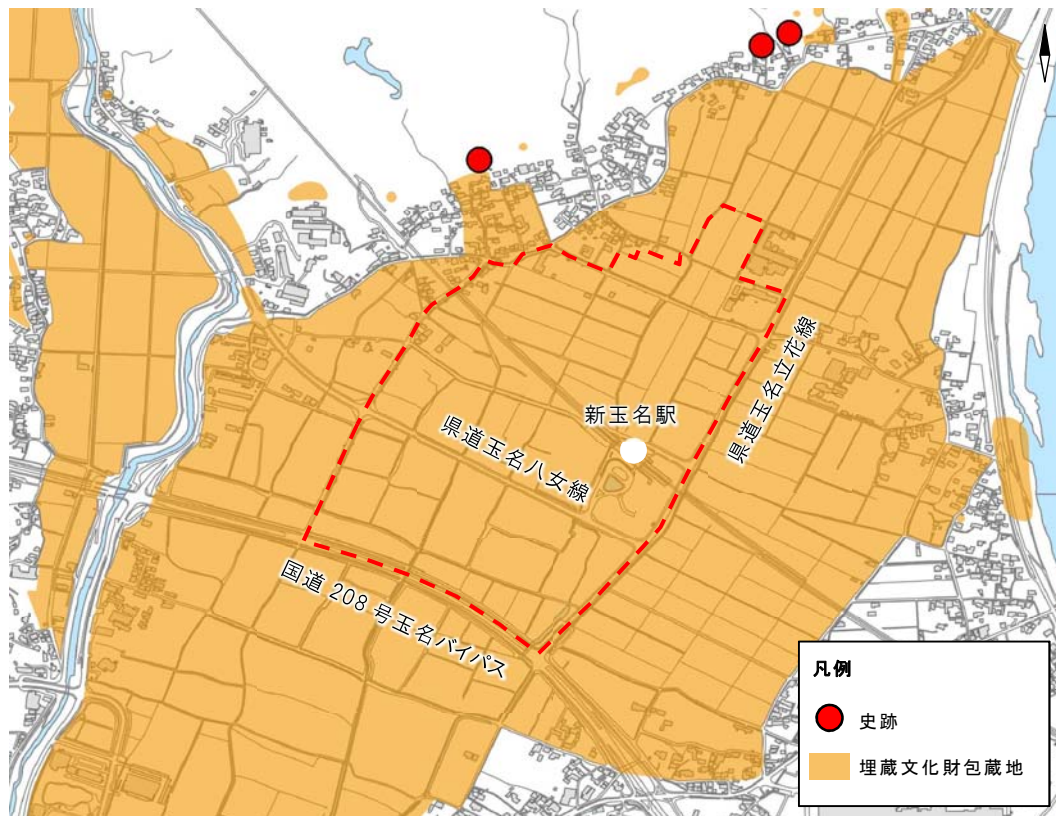 新玉名駅
県道玉名立花線
県道玉名八女線
国道 208 号玉名バイパス
凡例
史跡
埋蔵文化財包蔵地